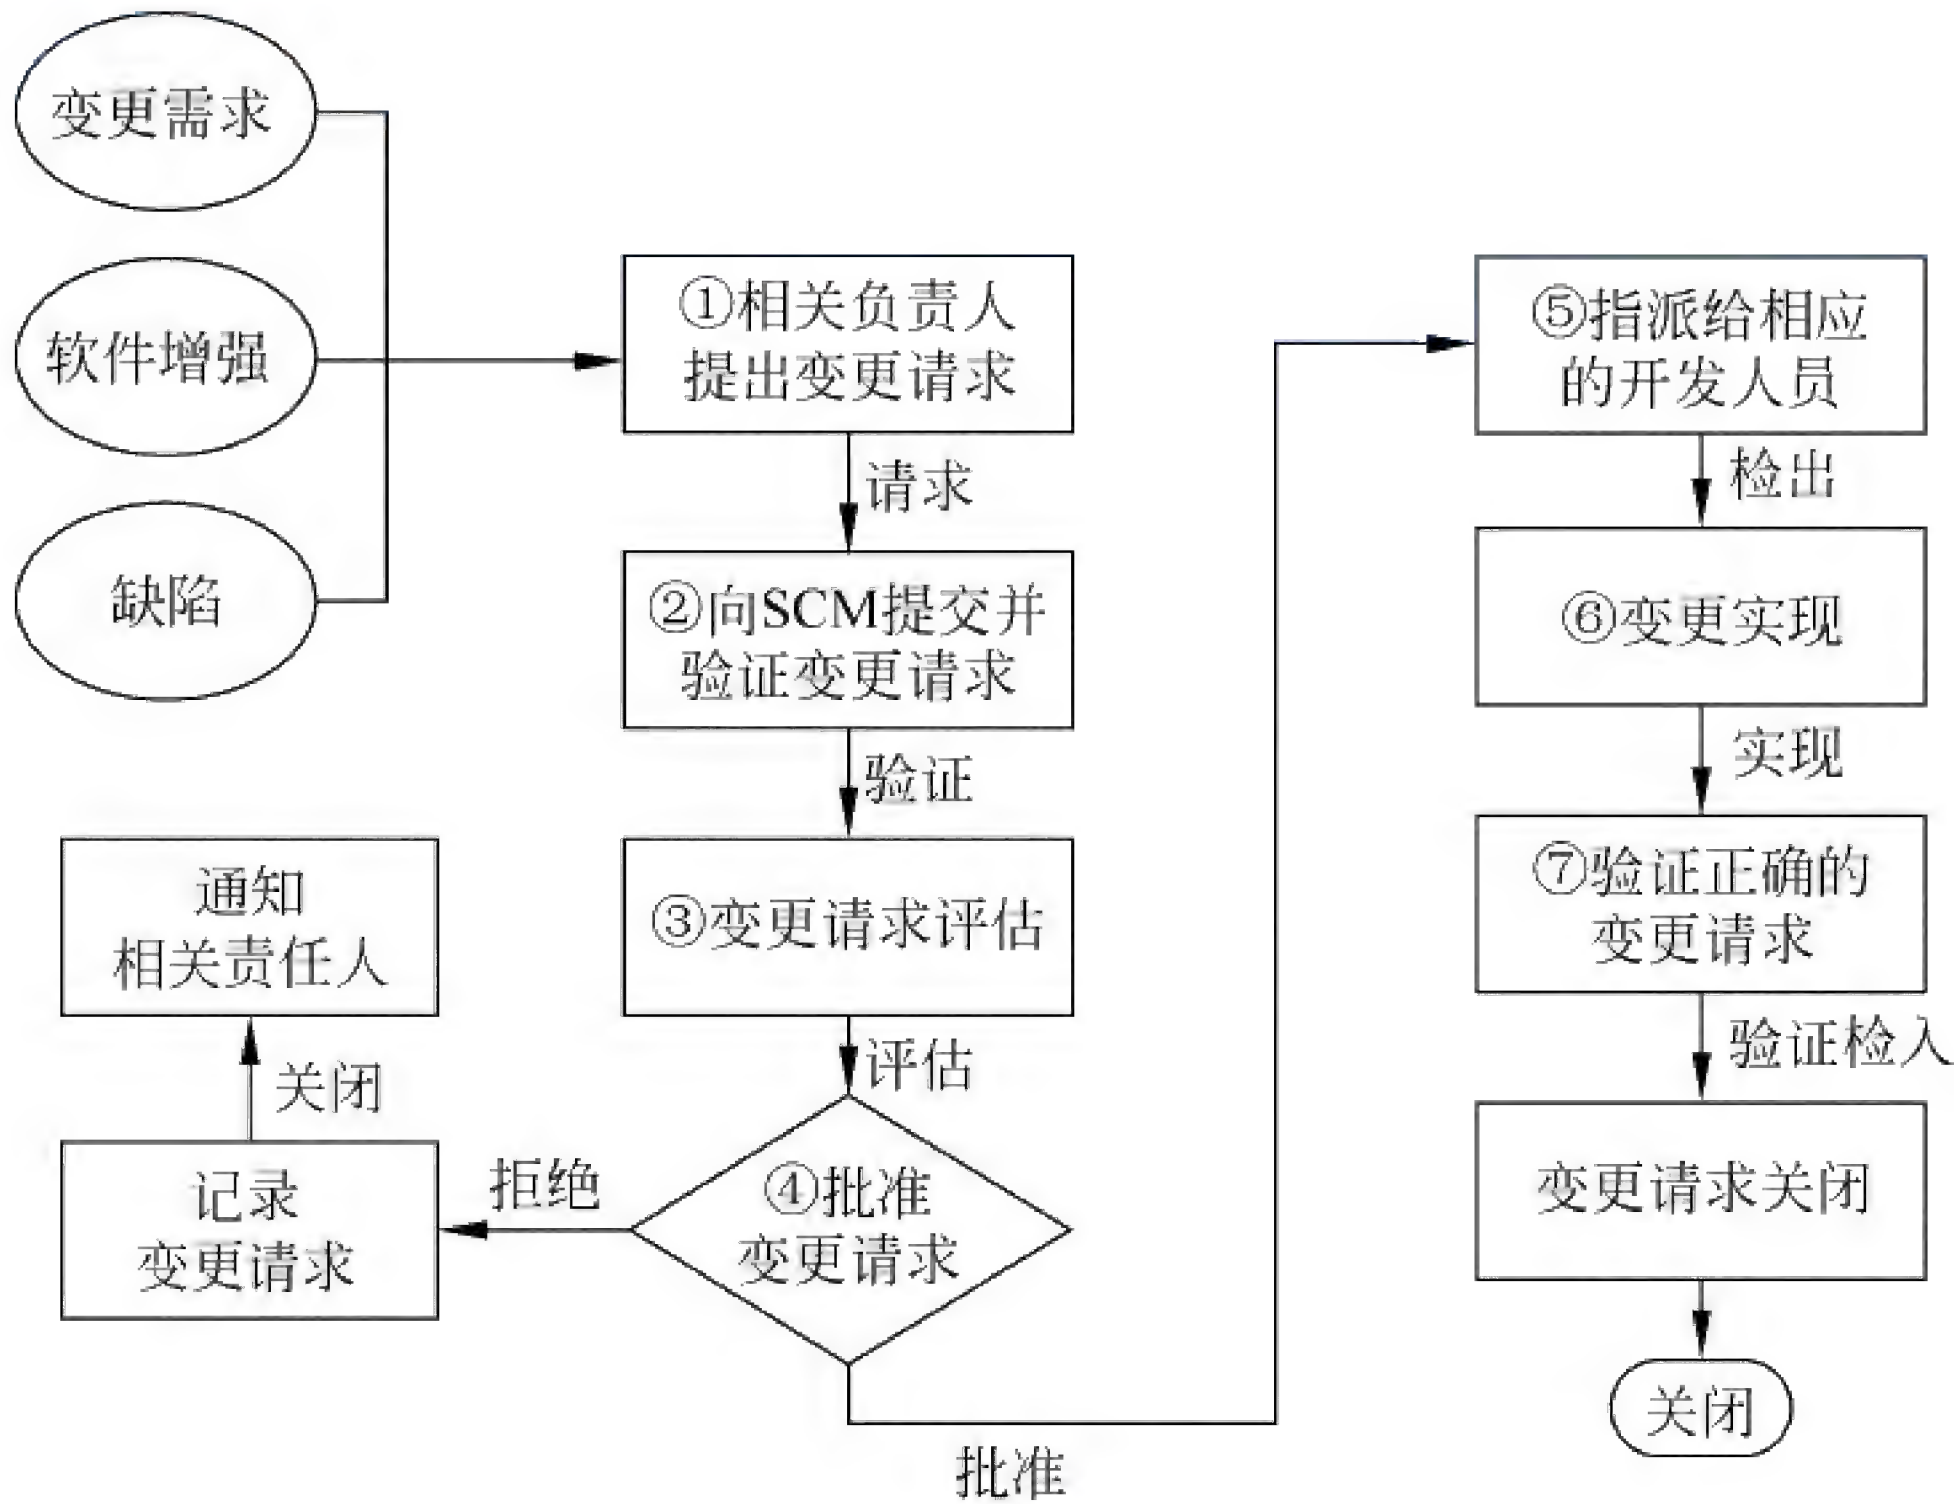 变更需求
软件增强
缺陷
①相关负责人
提出变更请求
请求
②向SCM提交并
验证变更请求
验证
③变更请求评估
评估
④批准
变更请求
拒绝
记录
变更请求
关闭
通知
相关责任人
批准
⑤指派给相应
的开发人员
检出
⑥变更实现
实现
⑦验证正确的
变更请求
验证检入
变更请求关闭
关闭